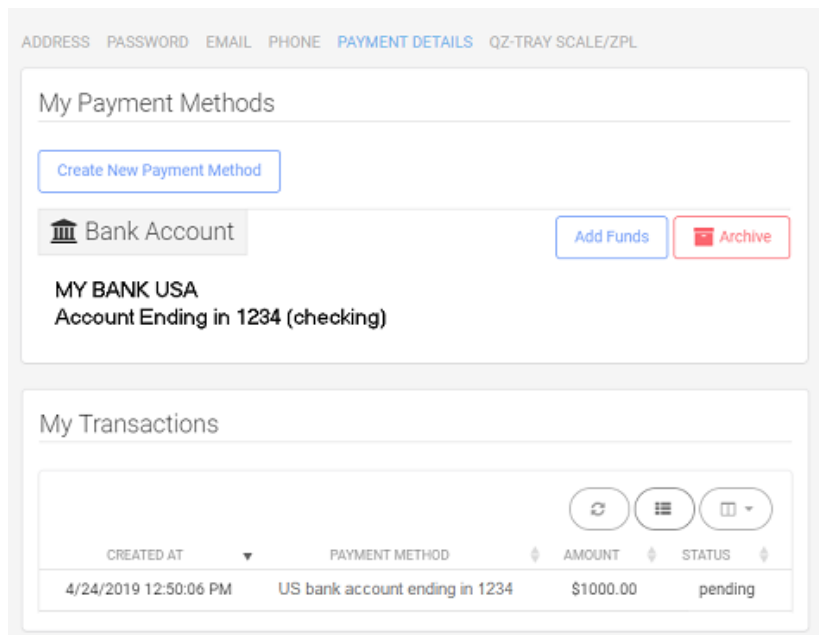 ADDRESS PASSWORD EMAIL PHONE PAYMENT DETAILS QZ-TRAY SCALE/ZPL
My Payment Methods
Create New Payment Method
Bank Account Add Funds Archive
MY BANK USA
Account Ending in 1234 (checking)
My Transactions
CREATED AT PAYMENT METHOD AMOUNT STATUS
4/24/2019 12:50:06 PM US bank account ending in 1234 $1000.00 pending